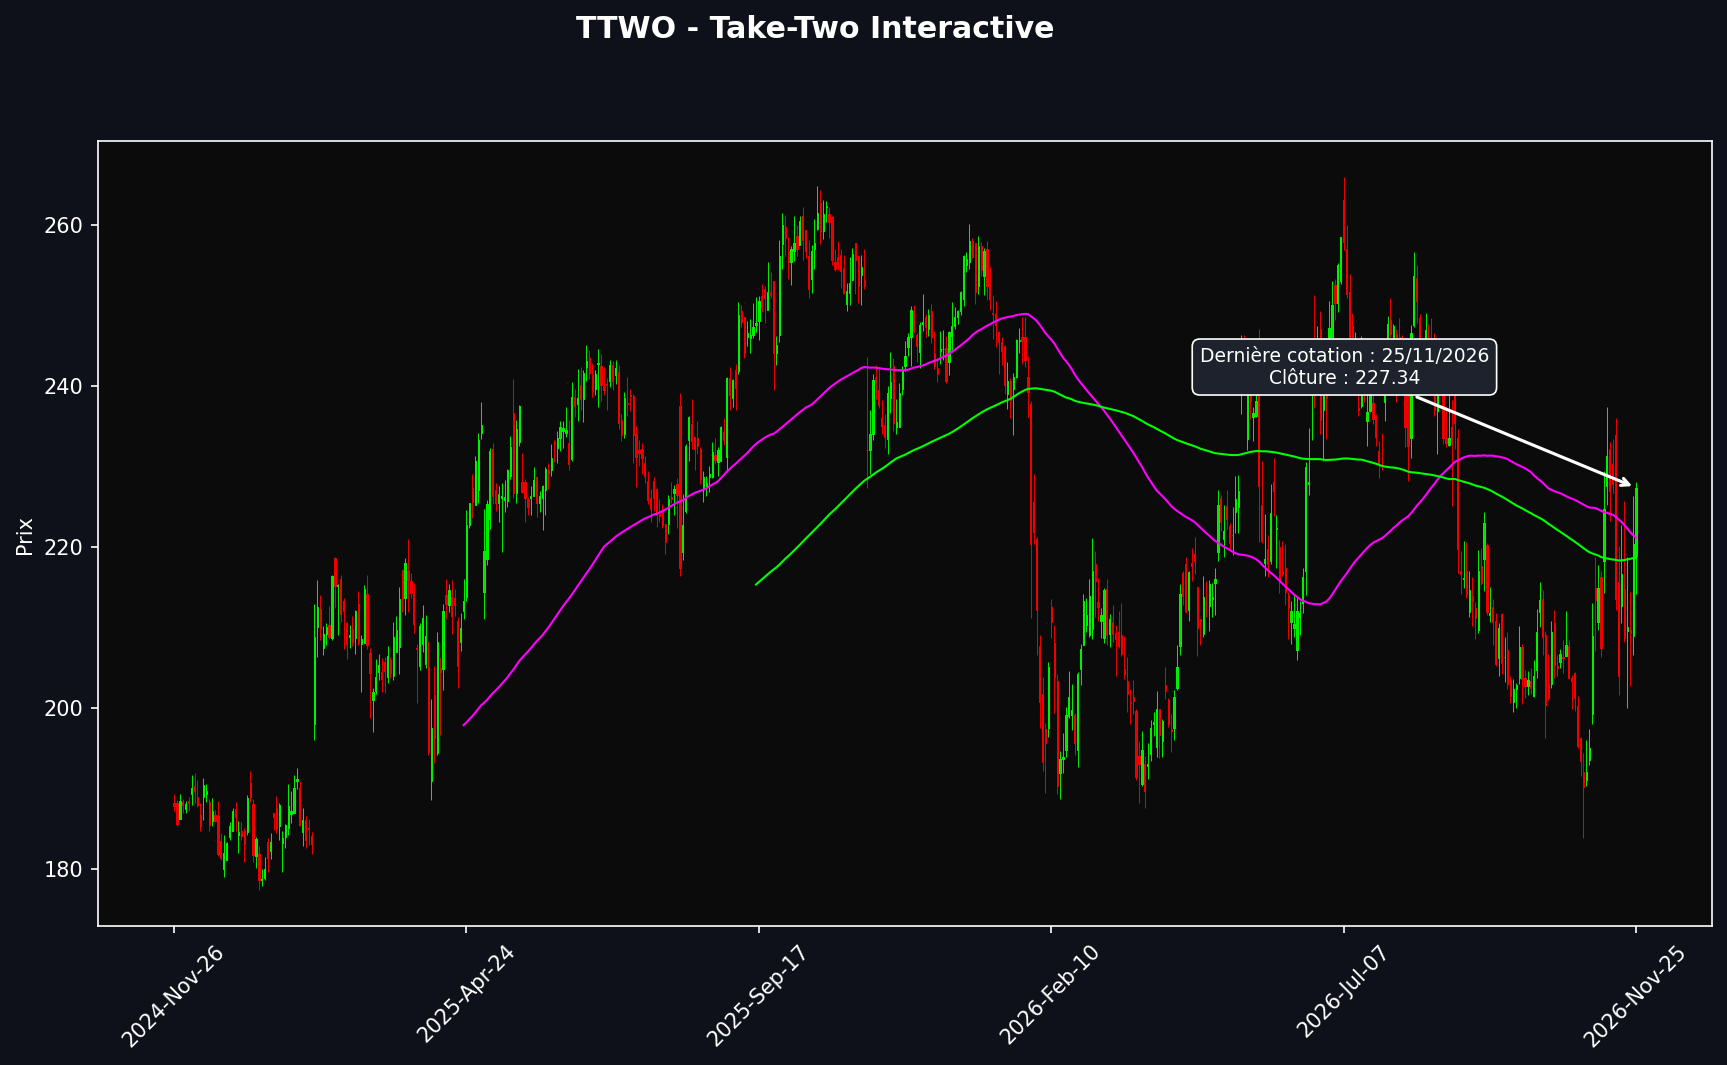 TTWO - Take-Two Interactive
260
240
220
200
180
Prix
Dernière cotation : 25/11/2026
Clôture : 227.34
2024-Nov-26
2025-Apr-24
2025-Sep-17
2026-Feb-10
2026-Jul-07
2026-Nov-25